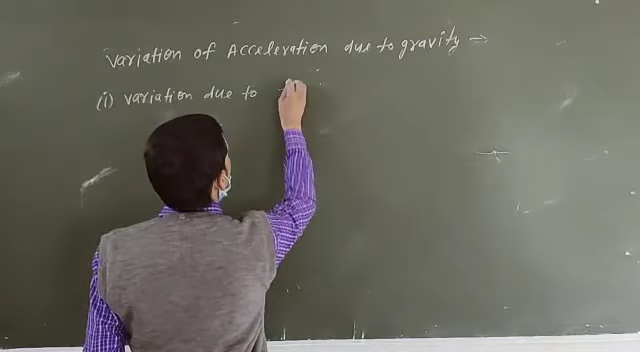 Variation of Acceleration due to gravity ⇒
(i) variation due to